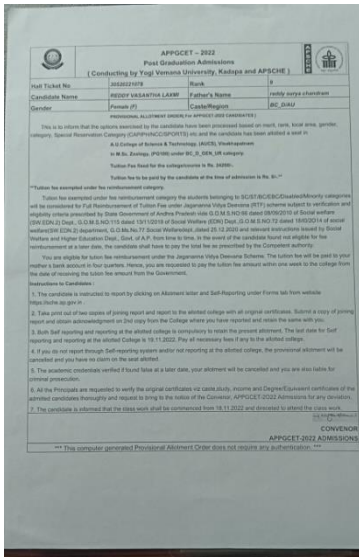 APPGCET - 2022
Post Graduation Admissions
( Conducting by Yogi Vemana University, Kadapa and APSCHE )
Hall Ticket No Rank
Candidate Name REDDY VASANTHA LAXMI Father's Name reddy surya chandram
Gender Female (F) Caste/Region BC_D/AU
PROVISIONAL ALLOTMENT ORDER( For APPGCET-2022 CANDIDATES )
This is to inform that the options exercised by the candidate have been processed based on merit, rank, local area, gender,
category, Special Reservation Category (CAP/PH/NCC/SPORTS) etc and the candidate has been allotted a seat in
A.U.College of Science & Technology, (AUCS), Visakhapatnam
in M.Sc. Zoology, under BC_D_GEN_UR category.
Tuition Fee fixed for the college/course is Rs.
Tuition fee to be paid by the candidate at the time of admission is Rs. 0/-**
**Tuition fee exempted under fee reimbursement category.
Tuition fee exempted under fee reimbursement category the students belonging to SC/ST/BC/EBC/Disabled/Minority categories
will be considered for Full Reimbursement of Tuition Fee under Jagananna Vidya Deevena (RTF) scheme subject to verification and
eligibility criteria prescribed by State Government of Andhra Pradesh vide G.O.M.S.NO.66 dated of Social welfare
(SW.EDN.2) Dept., G.O.M.S.NO.115 dated 13/11/2019 of Social Welfare (EDN) Dept, G.O.M.S.NO.72 dated of social
welfare(SW.EDN.2) department, G.O.Ms.No.77 Social Welfare dept, dated 25.12.2020 and relevant instructions issued by Social
Welfare and Higher Education Dept., Govt. of A.P. from time to time, in the event of the candidate found not eligible for fee
reimbursement at a later date, the candidate shall have to pay the total fee as prescribed by the Competent authority.
You are eligible for tuition fee reimbursement under the Jagananna Vidya Deevena Scheme. The tuition fee will be paid to your
mother's bank account in four quarters. Hence, you are requested to pay the tuition fee amount within one week to the college from
the date of receiving the tuition fee amount from the Government.
Instructions to Candidates :
1. The candidate is instructed to report by clicking on Allotment letter and Self-Reporting under Forms tab from website
2. Take print out of two copies of joining report and report to the allotted college with all original certificates. Submit a copy of joining
report and obtain acknowledgment on 2nd copy from the College where you have reported and retain the same with you.
3. Both Self reporting and reporting at the allotted college is compulsory to retain the present allotment. The last date for Self
reporting and reporting at the allotted College is 19.11.2022. Pay all necessary fees if any to the allotted college.
4. If you do not report through Self-reporting system and/or not reporting at the allotted college, the provisional allotment will be
cancelled and you have no claim on the seat allotted.
5. The academic credentials verified if found false at a later date, your allotment will be cancelled and you are also liable for
criminal prosecution.
6. All the Principals are requested to verify the original certificates viz caste, study, income and Degree/Equivalent certificates of the
admitted candidates thoroughly and request to bring to the notice of the Convenor, APPGCET-2022 Admissions for any deviation.
7. The candidate is informed that the class work shall be commenced from 18.11.2022 and directed to attend the class work.
CONVENOR
APPGCET-2022 ADMISSIONS
*** This computer generated Provisional Allotment Order does not require any authentication. ***